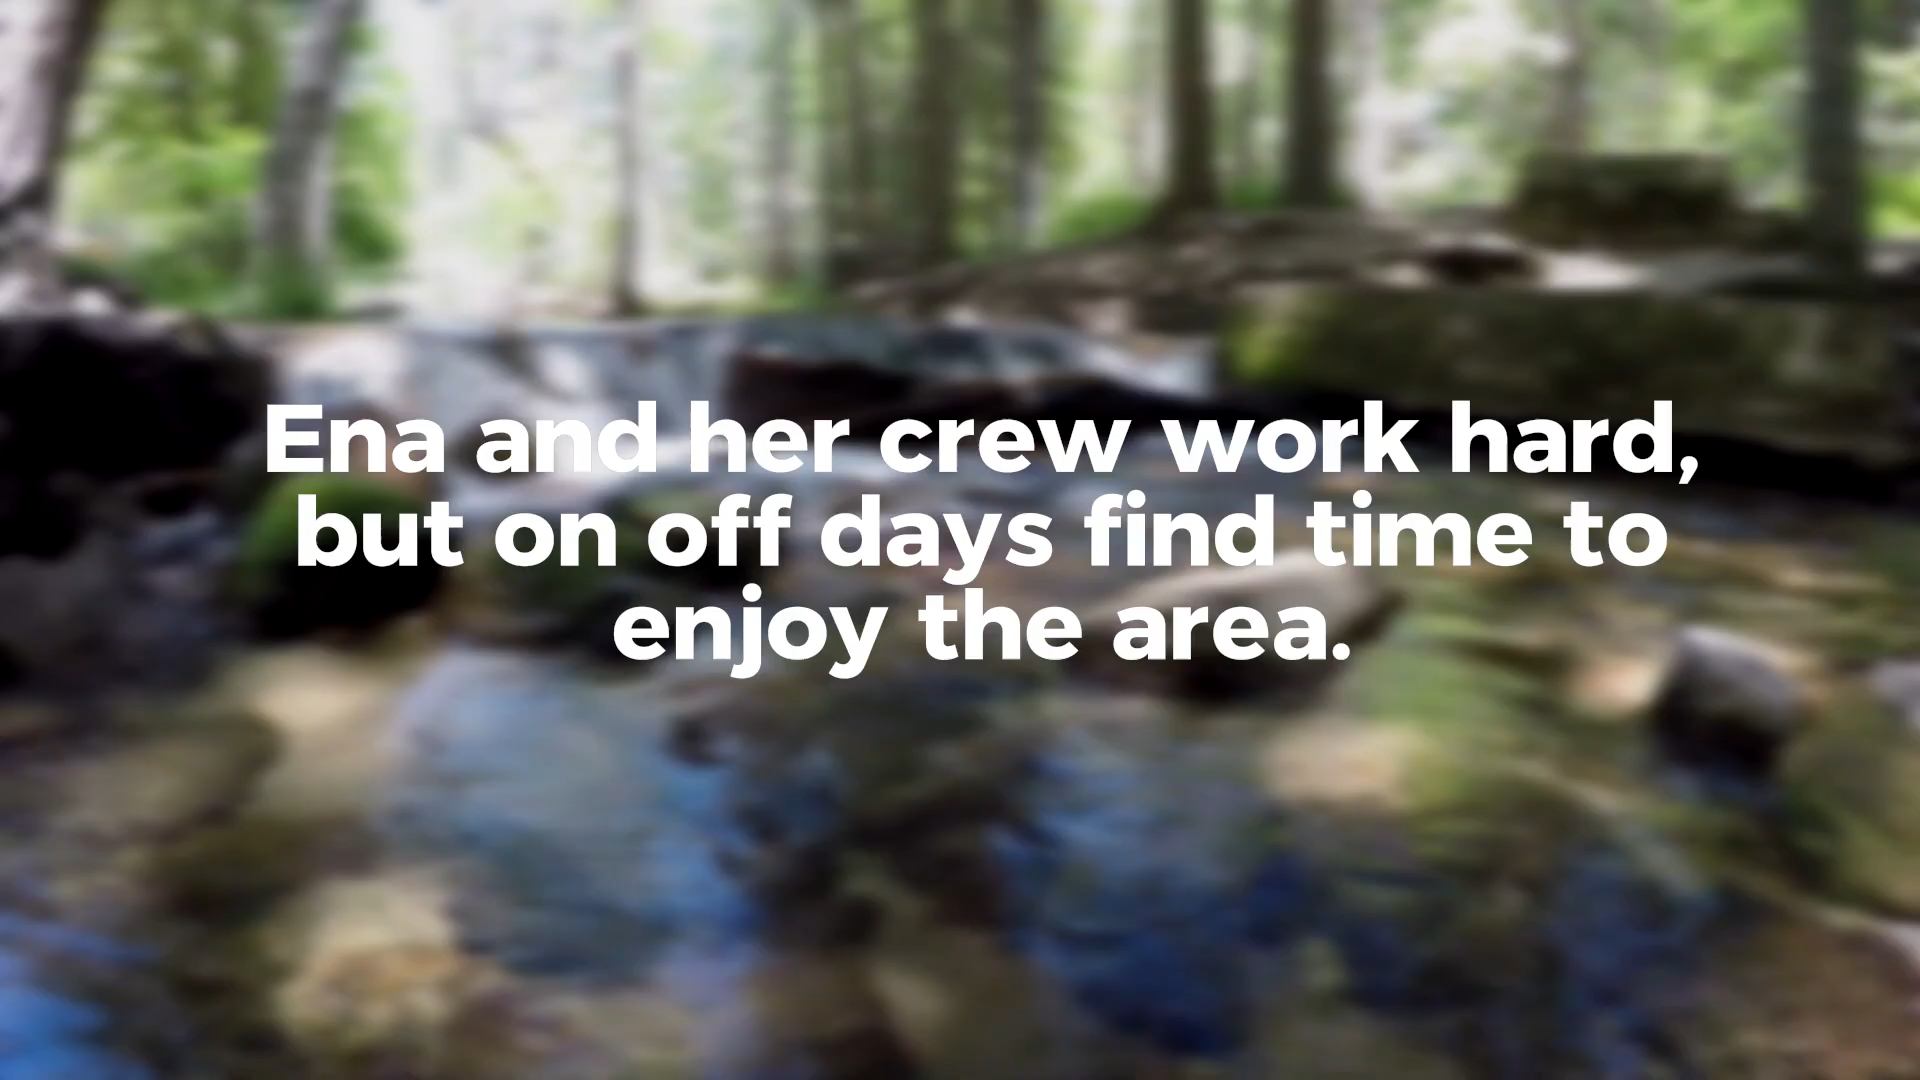 Ena and her crew work hard,
but on off days find time to
enjoy the area.